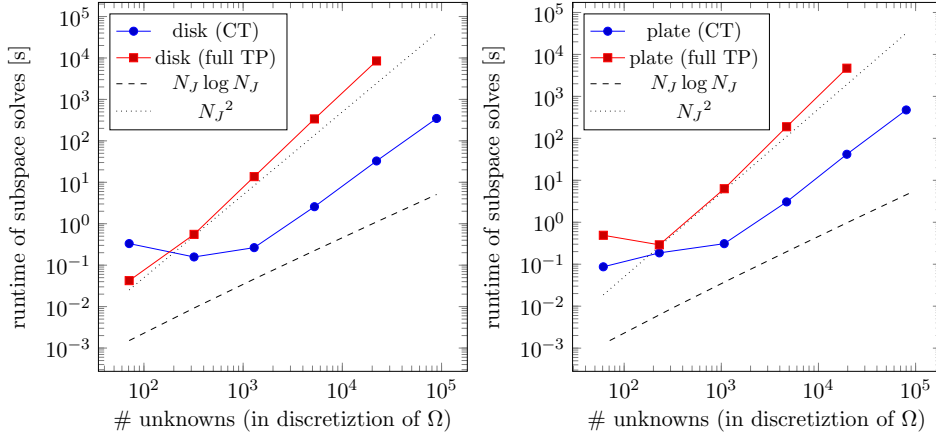 runtime of subspace solves [s]
10^5
10^4
10^3
10^2
10^1
10^0
10^−1
10^−2
10^−3
disk (CT)
disk (full TP)
N_J log N_J
N_J^2
10^2 10^3 10^4 10^5
# unknowns (in discretiztion of Ω)
runtime of subspace solves [s]
10^5
10^4
10^3
10^2
10^1
10^0
10^−1
10^−2
10^−3
plate (CT)
plate (full TP)
N_J log N_J
N_J^2
10^2 10^3 10^4 10^5
# unknowns (in discretiztion of Ω)